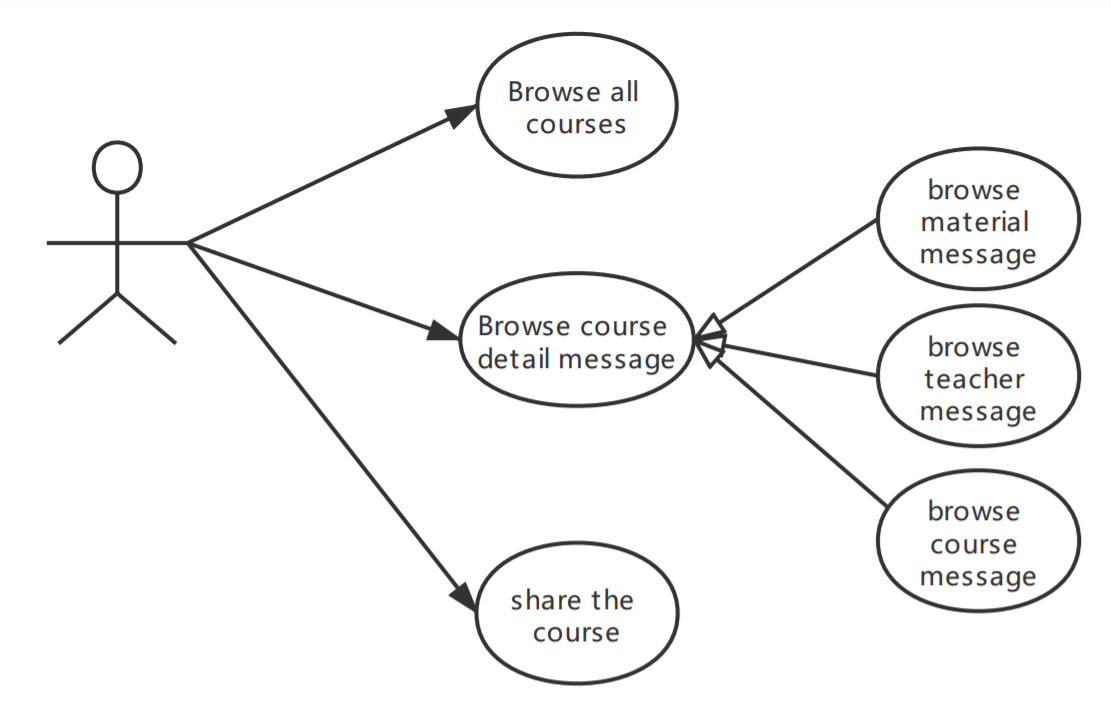 Browse all
courses
Browse course
detail message
share the
course
browse
material
message
browse
teacher
message
browse
course
message